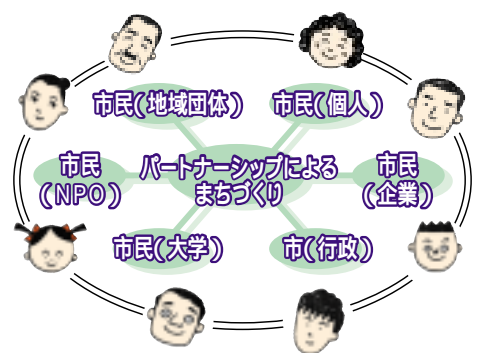 市民(地域団体)
市民(個人)
市民
(NPO)
パートナーシップによる
まちづくり
市民
(企業)
市民(大学)
市(行政)